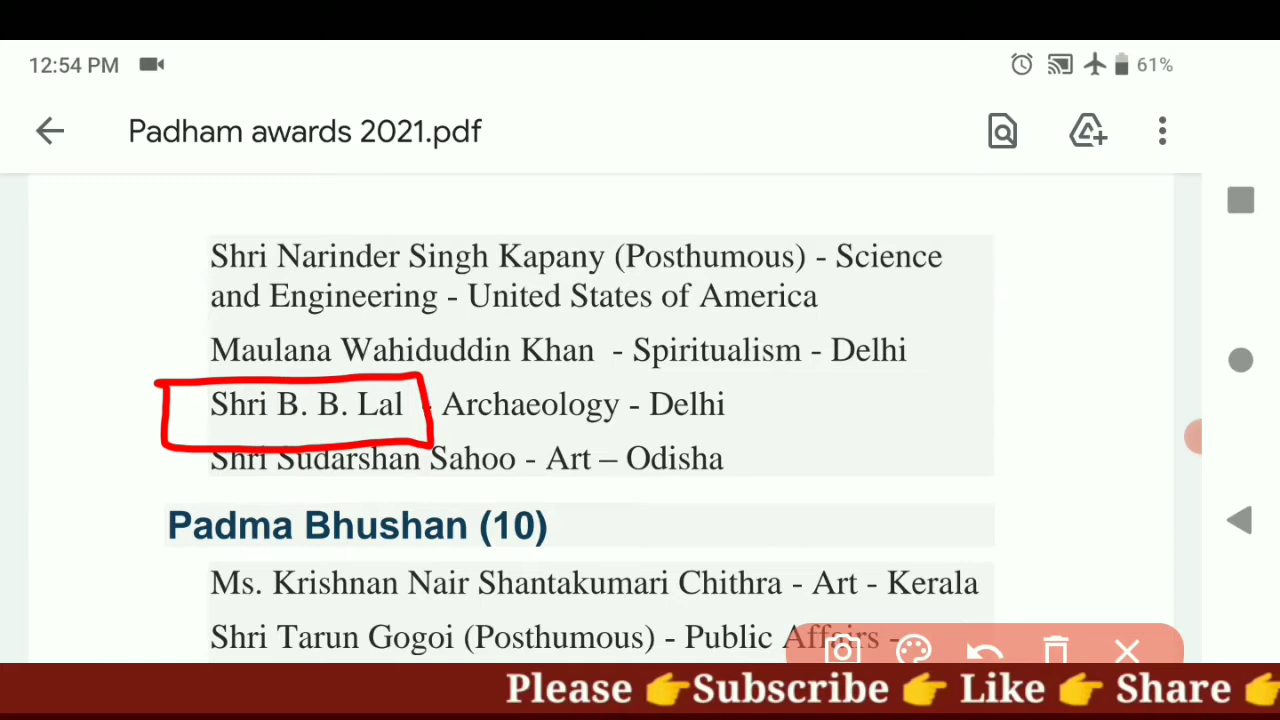 12:54 PM
61%
Padham awards 2021.pdf
Shri Narinder Singh Kapany (Posthumous) - Science
and Engineering - United States of America
Maulana Wahiduddin Khan - Spiritualism - Delhi
Shri B. B. Lal - Archaeology - Delhi
Shri Sudarshan Sahoo - Art – Odisha
Padma Bhushan (10)
Ms. Krishnan Nair Shantakumari Chithra - Art - Kerala
Shri Tarun Gogoi (Posthumous) - Public Affairs -
Please 👉Subscribe 👉 Like 👉 Share 👉